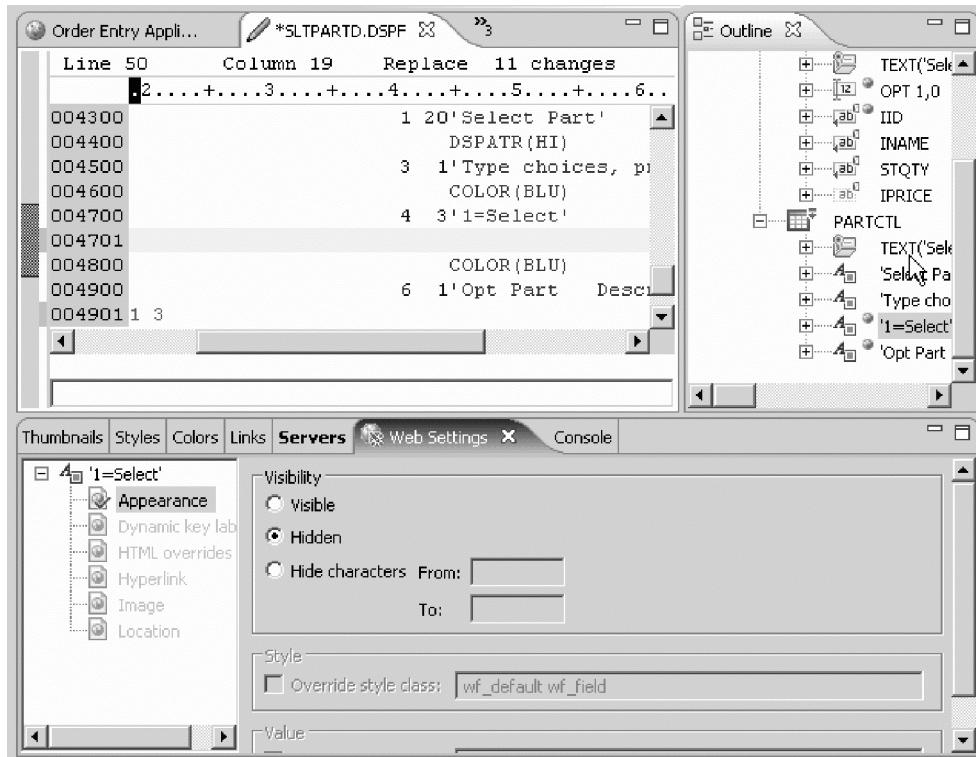 Order Entry Appli...
*SLTPARTD.DSPF
»3
Line 50 Column 19 Replace 11 changes
.2....+....3....+....4....+....5....+....6..
004300 1 20'Select Part'
004400 DSPATR(HI)
004500 3 1'Type choices, pr
004600 COLOR(BLU)
004700 4 3'1=Select'
004701
004800 COLOR(BLU)
004900 6 1'Opt Part Descr
004901 1 3
Outline
TEXT('Sele
OPT 1,0
IID
INAME
STQTY
IPRICE
PARTCTL
TEXT('Sele
'Select Pa
'Type cho
'1=Select'
'Opt Part
Thumbnails Styles Colors Links Servers Web Settings Console
'1=Select'
Appearance
Dynamic key lab
HTML overrides
Hyperlink
Image
Location
Visibility
Visible
Hidden
Hide characters From:
To:
Style
Override style class: wf_default wf_field
Value